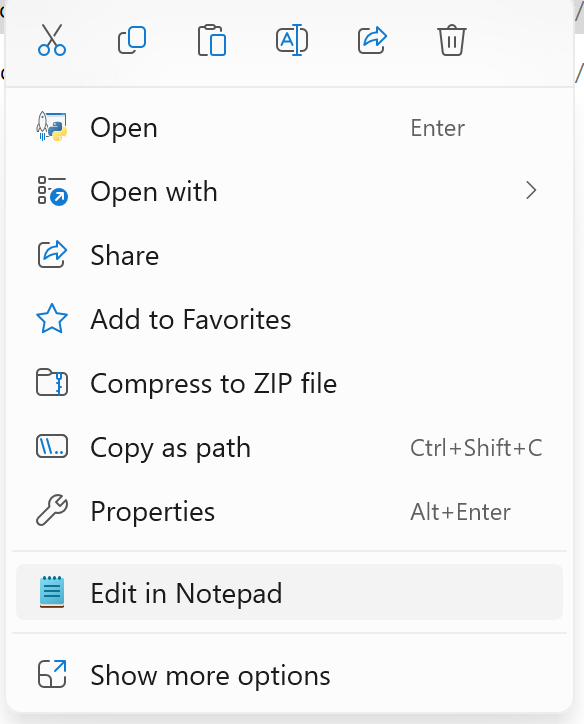 Open Enter
Open with
Share
Add to Favorites
Compress to ZIP file
Copy as path Ctrl+Shift+C
Properties Alt+Enter
Edit in Notepad
Show more options